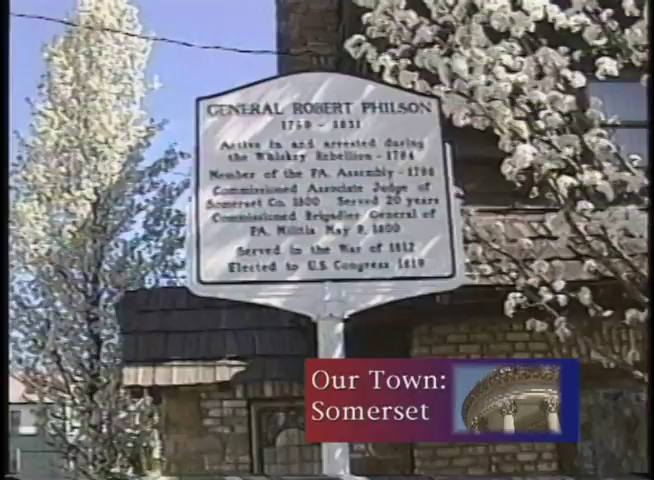 GENERAL ROBERT PHILSON
1759 - 1831
Active in and arrested during
the Whiskey Rebellion - 1794
Member of the PA. Assembly - 1794
Commissioned Associate Judge of
Somerset Co. 1800 Served 20 years
Commissioned Brigadier General of
PA. Militia May 9, 1800
Served in the War of 1812
Elected to U.S. Congress 1819
Our Town:
Somerset